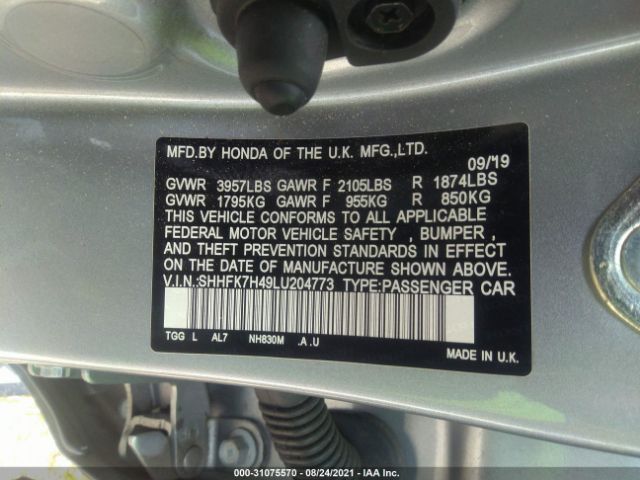 MFD.BY HONDA OF THE U.K. MFG.,LTD.
09/19
GVWR 3957LBS GAWR F 2105LBS R 1874LBS
GVWR 1795KG GAWR F 955KG R 850KG
THIS VEHICLE CONFORMS TO ALL APPLICABLE
FEDERAL MOTOR VEHICLE SAFETY , BUMPER ,
AND THEFT PREVENTION STANDARDS IN EFFECT
ON THE DATE OF MANUFACTURE SHOWN ABOVE.
V.I.N.:SHHFK7H49LU204773 TYPE:PASSENGER CAR
TGG L AL7 NH830M .A .U
MADE IN U.K.
000-31075570 - 08/24/2021 - IAA Inc.